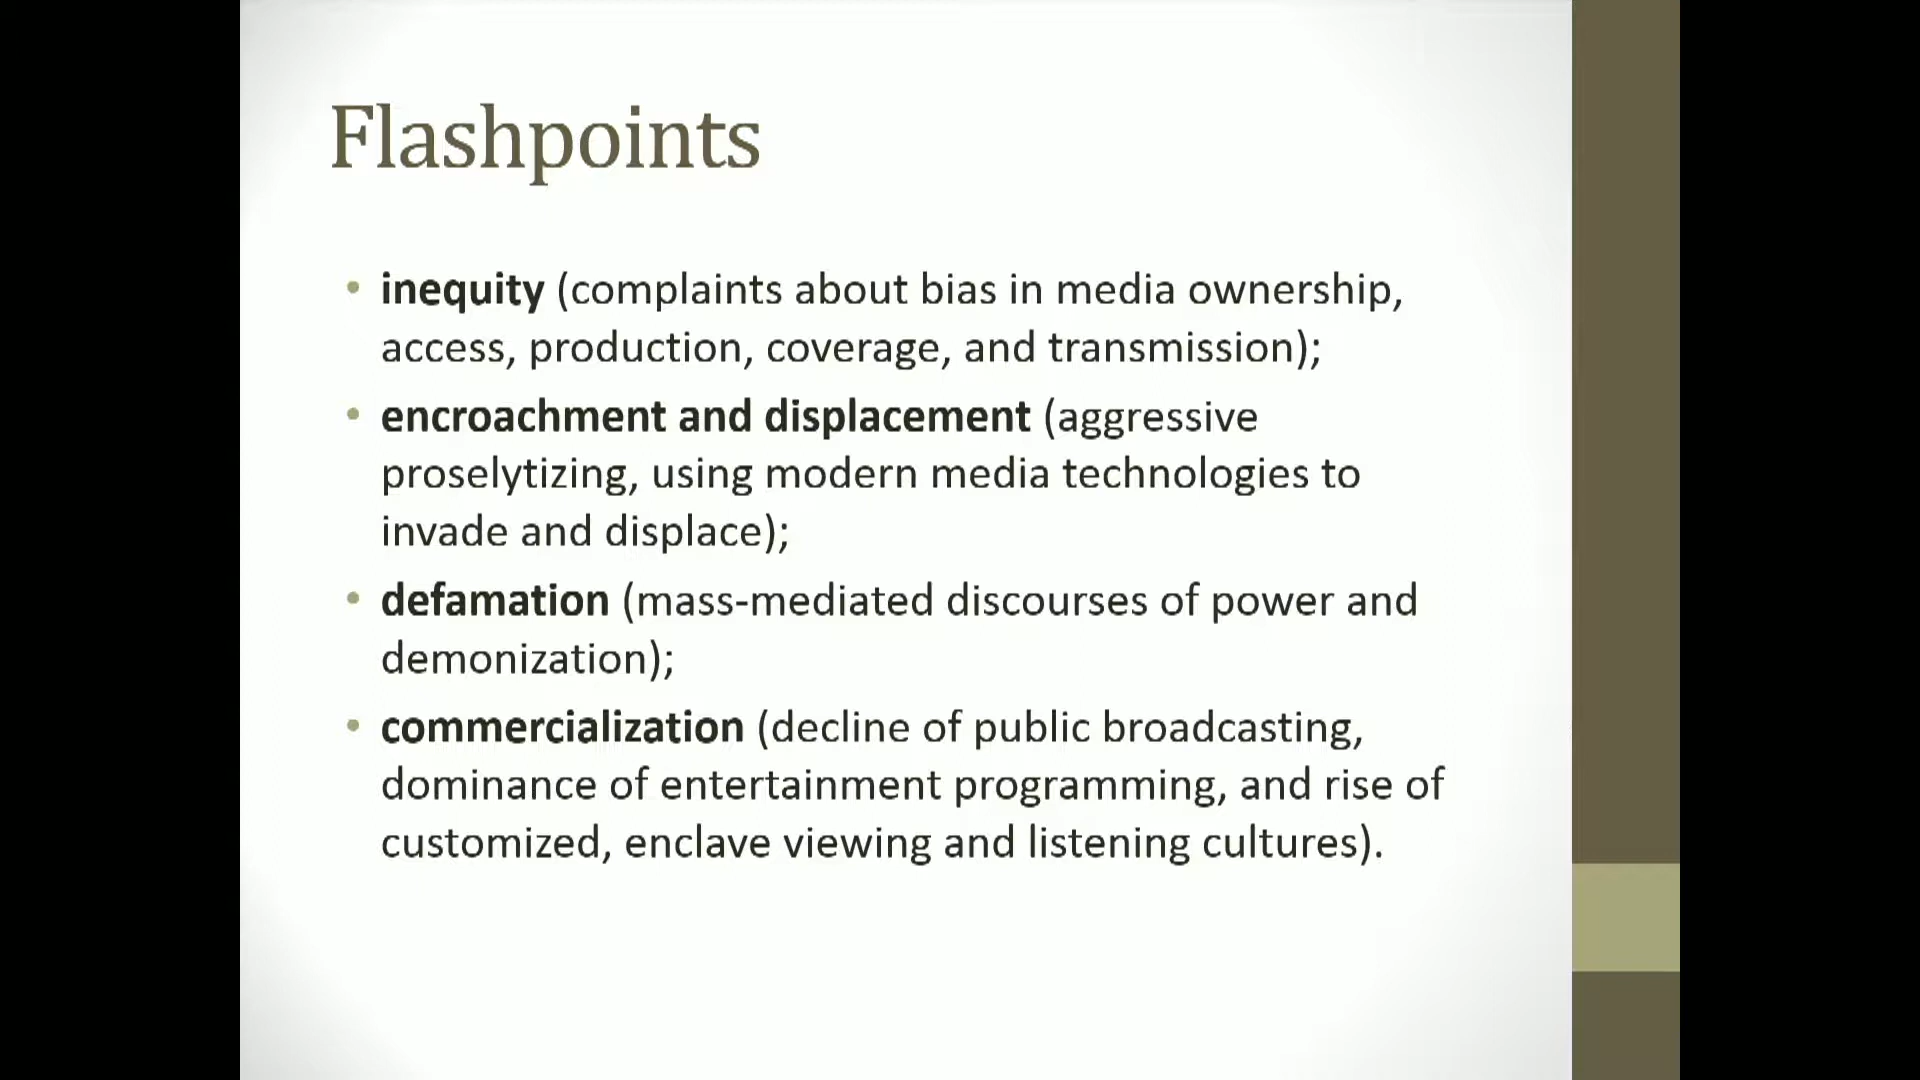 Flashpoints
• inequity (complaints about bias in media ownership,
access, production, coverage, and transmission);
• encroachment and displacement (aggressive
proselytizing, using modern media technologies to
invade and displace);
• defamation (mass-mediated discourses of power and
demonization);
• commercialization (decline of public broadcasting,
dominance of entertainment programming, and rise of
customized, enclave viewing and listening cultures).